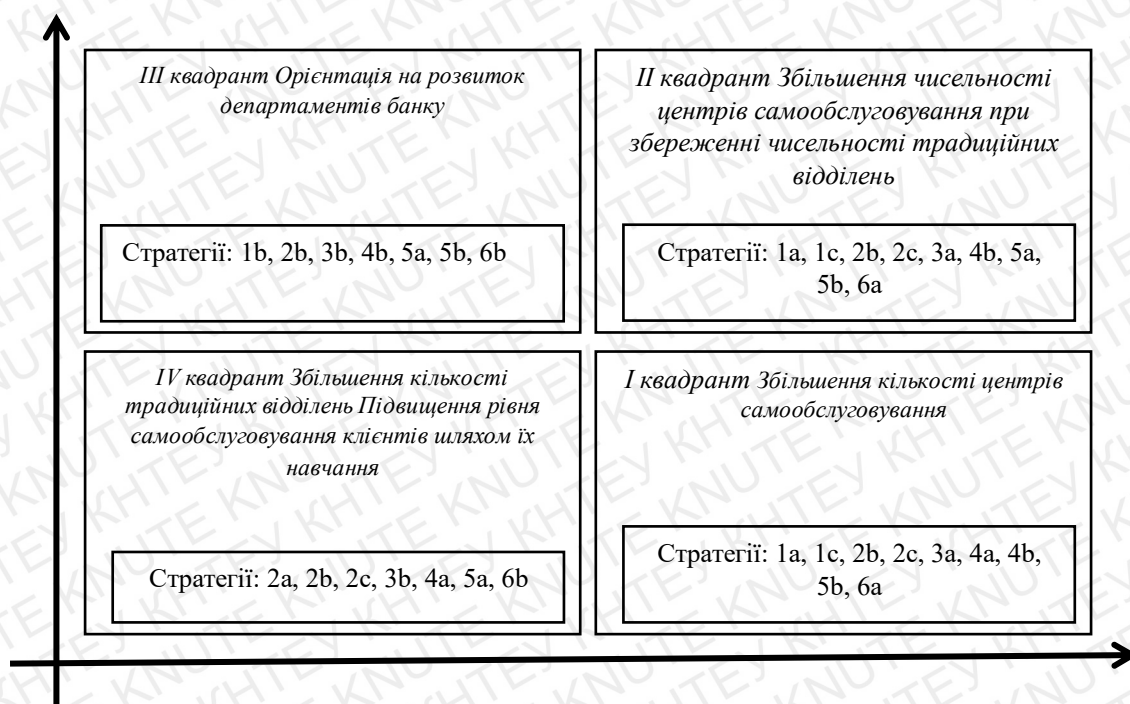 III квадрант Орієнтація на розвиток
департаментів банку
Стратегії: 1b, 2b, 3b, 4b, 5a, 5b, 6b
II квадрант Збільшення чисельності
центрів самообслуговування при
збереженні чисельності традиційних
відділень
Стратегії: 1a, 1c, 2b, 2c, 3a, 4b, 5a,
5b, 6a
IV квадрант Збільшення кількості
традиційних відділень Підвищення рівня
самообслуговування клієнтів шляхом їх
навчання
Стратегії: 2a, 2b, 2c, 3b, 4a, 5a, 6b
I квадрант Збільшення кількості центрів
самообслуговування
Стратегії: 1a, 1c, 2b, 2c, 3a, 4a, 4b,
5b, 6a